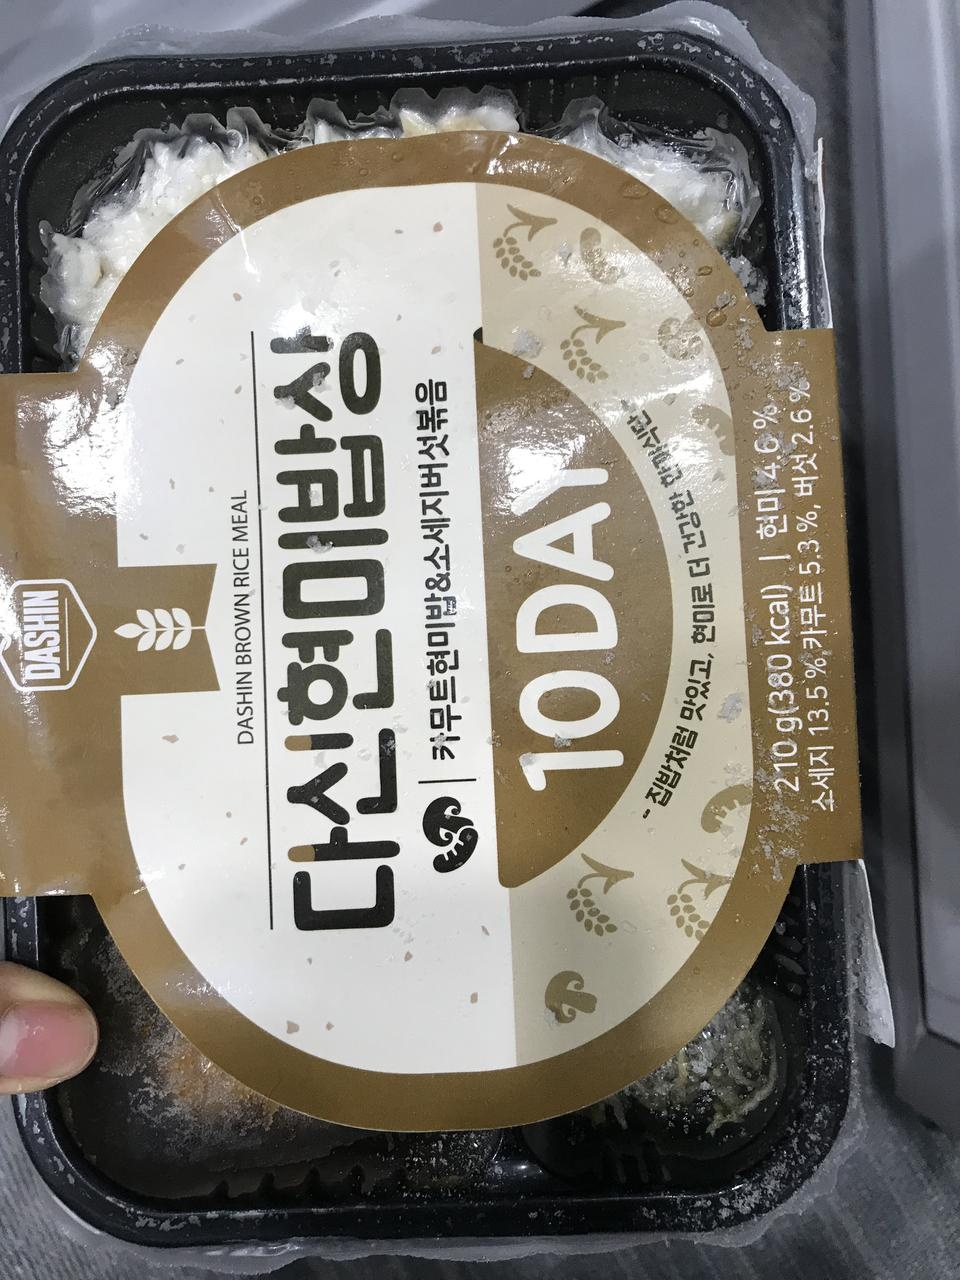 DASHIN
DASHIN BROWN RICE MEAL
다신현미밥상
카무트현미밥&소세지버섯볶음
10DAY
" 집밥처럼 맛있고, 현미로 더 건강한 한끼식단 "
210 g(380 kcal) | 현미 4.6 %
소세지 13.5 %, 카무트 5.3 %, 버섯 2.6 %